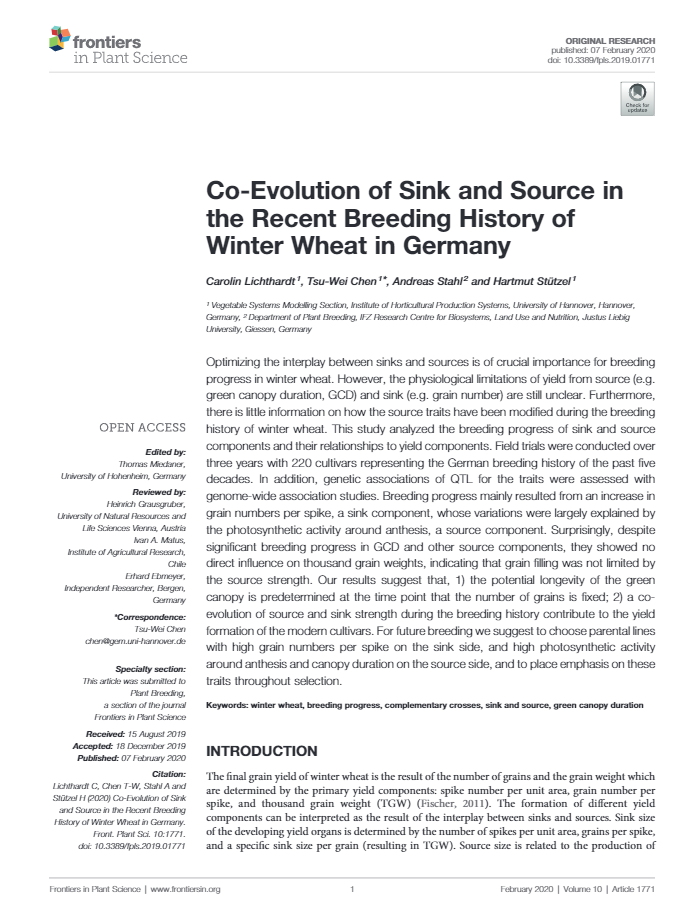 frontiers
in Plant Science
ORIGINAL RESEARCH
published: 07 February 2020
doi: 10.3389/fpls.2019.01771
Check for
updates
Co-Evolution of Sink and Source in
the Recent Breeding History of
Winter Wheat in Germany
Carolin Lichthardt 1, Tsu-Wei Chen 1*, Andreas Stahl 2 and Hartmut Stützel 1
1 Vegetable Systems Modelling Section, Institute of Horticultural Production Systems, University of Hannover, Hannover,
Germany, 2 Department of Plant Breeding, IFZ Research Centre for Biosystems, Land Use and Nutrition, Justus Liebig
University, Giessen, Germany
OPEN ACCESS
Edited by:
Thomas Miedaner,
University of Hohenheim, Germany
Reviewed by:
Heinrich Grausgruber,
University of Natural Resources and
Life Sciences Vienna, Austria
Ivan A. Matus,
Institute of Agricultural Research,
Chile
Erhard Ebmeyer,
Independent Researcher, Bergen,
Germany
*Correspondence:
Tsu-Wei Chen
chen@gem.uni-hannover.de
Specialty section:
This article was submitted to
Plant Breeding,
a section of the journal
Frontiers in Plant Science
Received: 15 August 2019
Accepted: 18 December 2019
Published: 07 February 2020
Citation:
Lichthardt C, Chen T-W, Stahl A and
Stützel H (2020) Co-Evolution of Sink
and Source in the Recent Breeding
History of Winter Wheat in Germany.
Front. Plant Sci. 10:1771.
doi: 10.3389/fpls.2019.01771
Optimizing the interplay between sinks and sources is of crucial importance for breeding
progress in winter wheat. However, the physiological limitations of yield from source (e.g.
green canopy duration, GCD) and sink (e.g. grain number) are still unclear. Furthermore,
there is little information on how the source traits have been modified during the breeding
history of winter wheat. This study analyzed the breeding progress of sink and source
components and their relationships to yield components. Field trials were conducted over
three years with 220 cultivars representing the German breeding history of the past five
decades. In addition, genetic associations of QTL for the traits were assessed with
genome-wide association studies. Breeding progress mainly resulted from an increase in
grain numbers per spike, a sink component, whose variations were largely explained by
the photosynthetic activity around anthesis, a source component. Surprisingly, despite
significant breeding progress in GCD and other source components, they showed no
direct influence on thousand grain weights, indicating that grain filling was not limited by
the source strength. Our results suggest that, 1) the potential longevity of the green
canopy is predetermined at the time point that the number of grains is fixed; 2) a co-
evolution of source and sink strength during the breeding history contribute to the yield
formation of the modern cultivars. For future breeding we suggest to choose parental lines
with high grain numbers per spike on the sink side, and high photosynthetic activity
around anthesis and canopy duration on the source side, and to place emphasis on these
traits throughout selection.
Keywords: winter wheat, breeding progress, complementary crosses, sink and source, green canopy duration
INTRODUCTION
The final grain yield of winter wheat is the result of the number of grains and the grain weight which
are determined by the primary yield components: spike number per unit area, grain number per
spike, and thousand grain weight (TGW) (Fischer, 2011). The formation of different yield
components can be interpreted as the result of the interplay between sinks and sources. Sink size
of the developing yield organs is determined by the number of spikes per unit area, grains per spike,
and a specific sink size per grain (resulting in TGW). Source size is related to the production of
Frontiers in Plant Science | www.frontiersin.org
1
February 2020 | Volume 10 | Article 1771